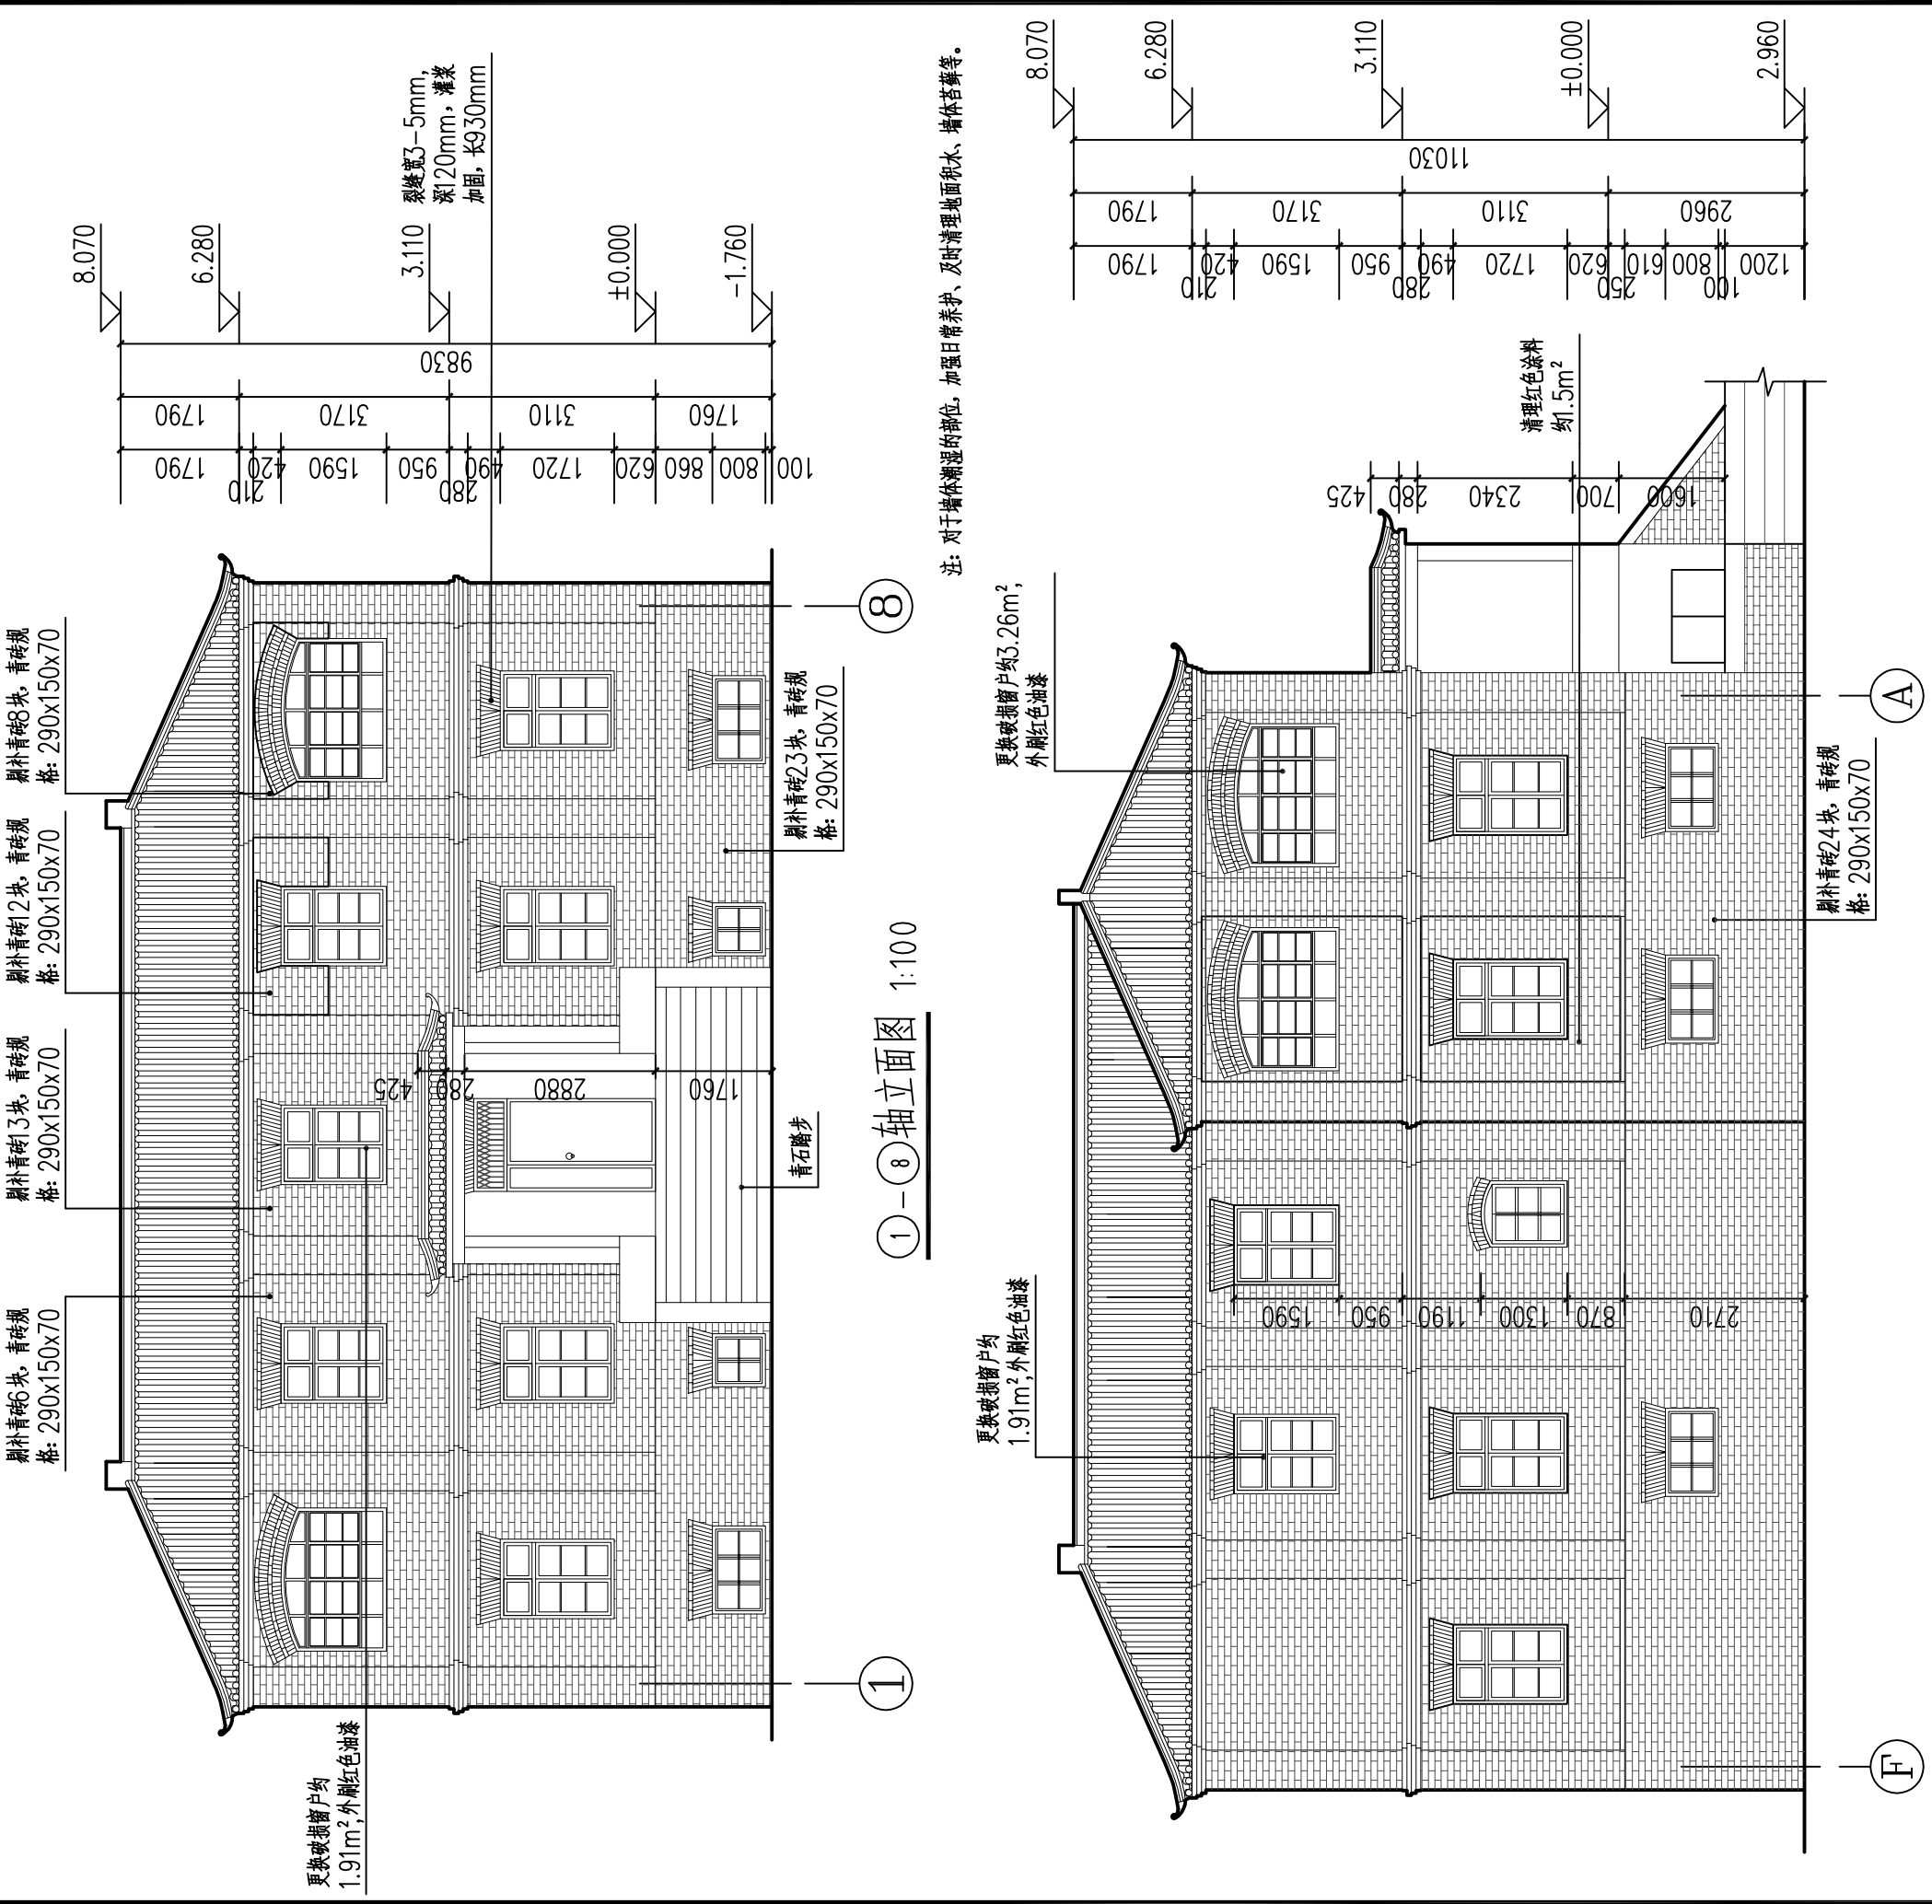 剔补青砖6块，青砖规
格: 290x150x70
剔补青砖13块，青砖规
格: 290x150x70
剔补青砖12块，青砖规
格: 290x150x70
剔补青砖8块，青砖规
格: 290x150x70
8.070
6.280
3.110
±0.000
-1.760
9830
1790
3170
3110
1760
1790
210
420
1590
950
280
490
1720
620
860
800
100
裂缝宽3-5mm,
深120mm，灌浆
加固，长930mm
更换破损窗户约
1.91m²,外刷红色油漆
425
280
2880
1760
青石踏步
剔补青砖23块，青砖规
格: 290x150x70
1
8
1-8轴立面图 1:100
注：对于墙体潮湿的部位，加强日常养护、及时清理地面积水、墙体苔藓等。
更换破损窗户约
1.91m²,外刷红色油漆
更换破损窗户约3.26m²,
外刷红色油漆
8.070
6.280
3.110
±0.000
2.960
11030
1790
3170
3110
2960
1790
210
420
1590
950
280
490
1720
620
250
610
800
100
1200
清理红色涂料
约1.5m²
425
280
2340
700
1600
1590
950
1190
1300
870
2710
剔补青砖24块，青砖规
格: 290x150x70
F
A